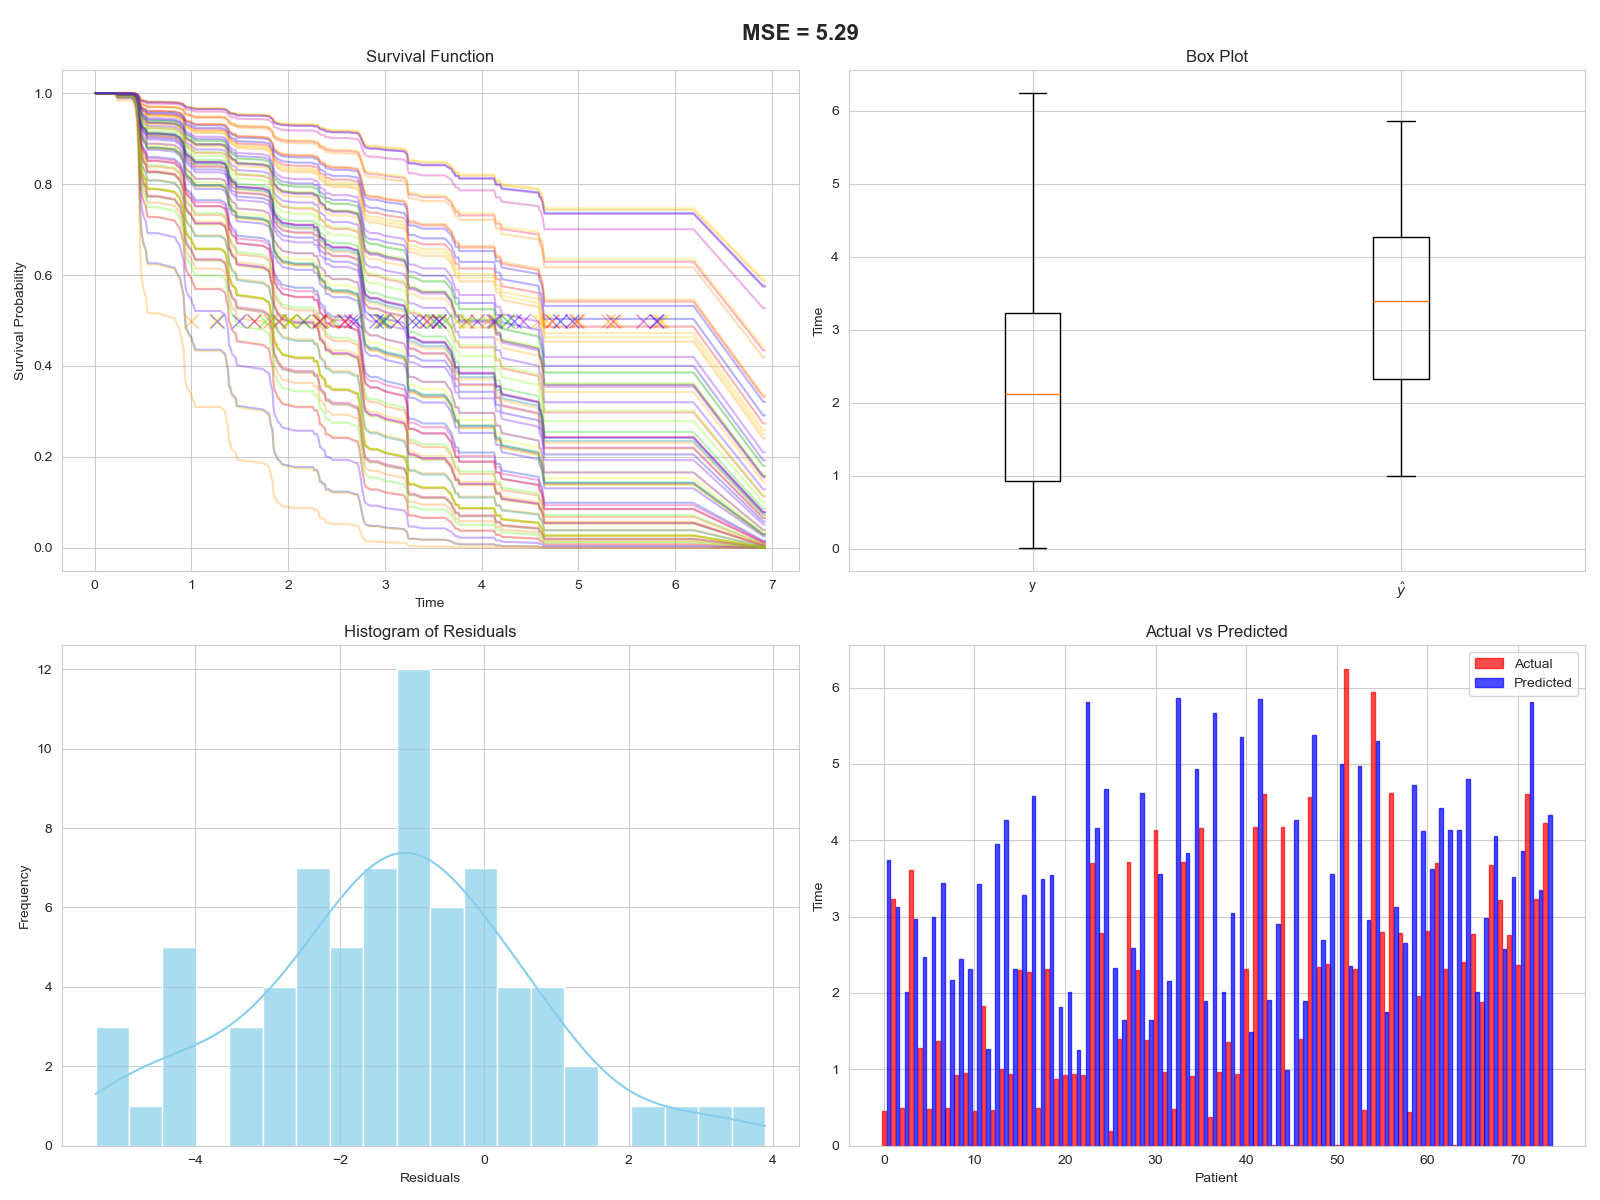 MSE = 5.29
Survival Function
Survival Probability
1.0
0.8
0.6
0.4
0.2
0.0
0 1 2 3 4 5 6 7
Time
Box Plot
Time
6
5
4
3
2
1
0
y ŷ
Histogram of Residuals
Frequency
12
10
8
6
4
2
0
−4 −2 0 2 4
Residuals
Actual vs Predicted
Actual
Predicted
Time
6
5
4
3
2
1
0
0 10 20 30 40 50 60 70
Patient